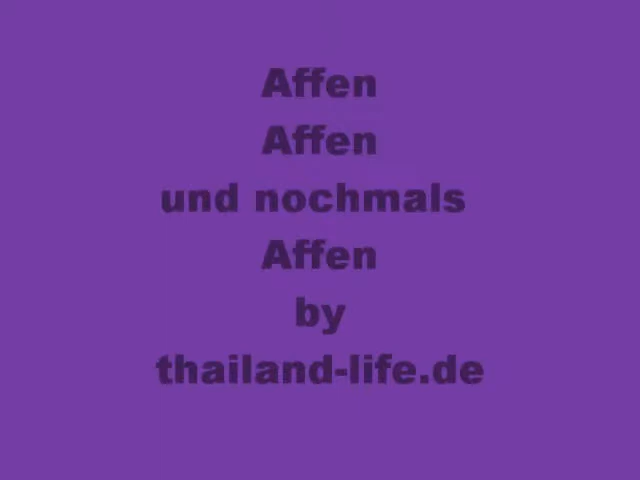 Affen
Affen
und nochmals
Affen
by
thailand-life.de